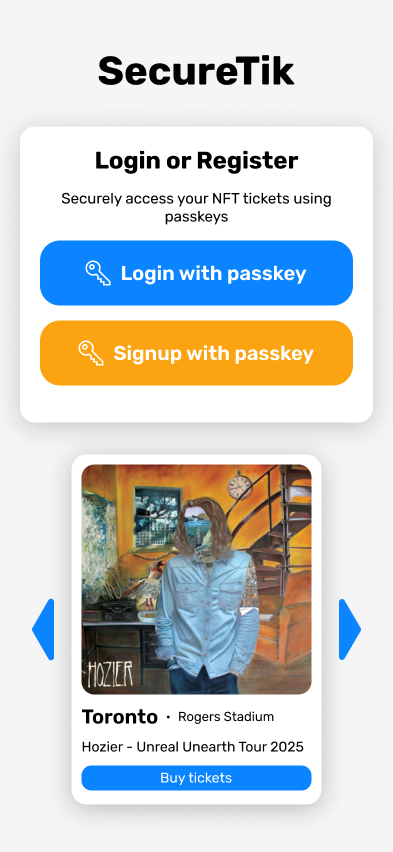 SecureTik
Login or Register
Securely access your NFT tickets using
passkeys
Login with passkey
Signup with passkey
HOZIER
Toronto · Rogers Stadium
Hozier - Unreal Unearth Tour 2025
Buy tickets